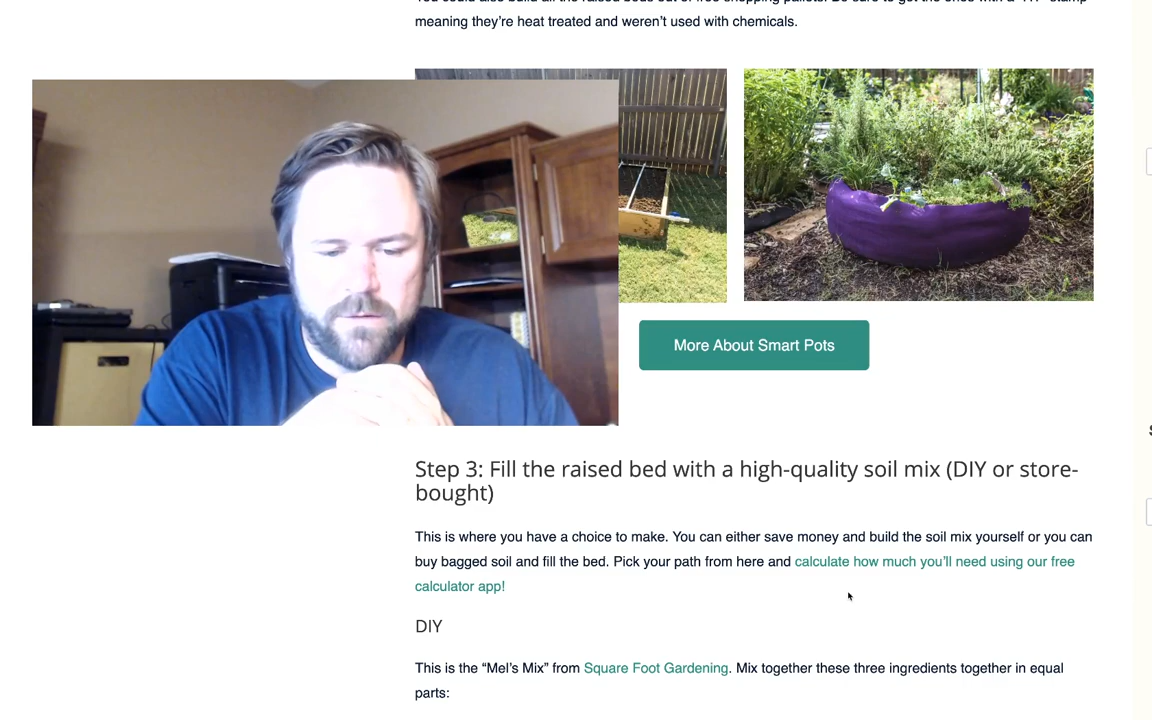 meaning they’re heat treated and weren’t used with chemicals.
More About Smart Pots
Step 3: Fill the raised bed with a high-quality soil mix (DIY or store-
bought)
This is where you have a choice to make. You can either save money and build the soil mix yourself or you can
buy bagged soil and fill the bed. Pick your path from here and calculate how much you’ll need using our free
calculator app!
DIY
This is the “Mel’s Mix” from Square Foot Gardening. Mix together these three ingredients together in equal
parts: